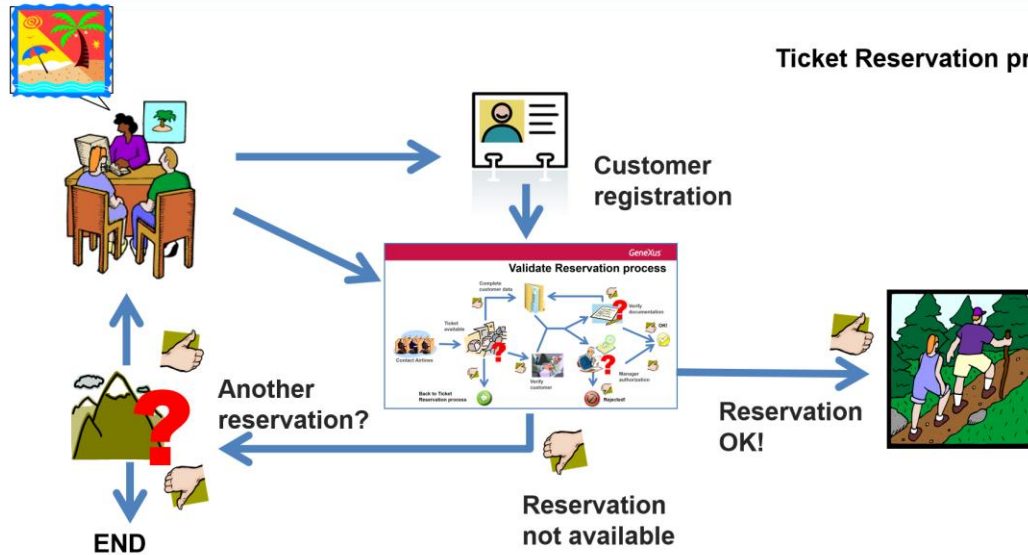 Ticket Reservation pr
Customer
registration
GeneXus
Validate Reservation process
Complete
customer data
Verify
documentation
Ticket
available
OK!
Contact Airlines
Verify
customer
Manager
authorization
Back to Ticket
Reservation process
Rejected!
Another
reservation?
Reservation
OK!
Reservation
not available
END